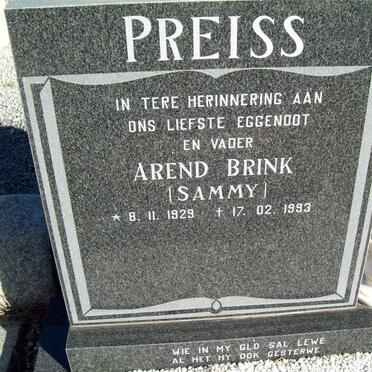 PREISS
IN TERE HERINNERING AAN
ONS LIEFSTE EGGENOOT
EN VADER
AREND BRINK
[SAMMY]
* 8. 11. 1929 † 17. 02. 1993
WIE IN MY GLO SAL LEWE
AL HET HY OOK GESTERWE